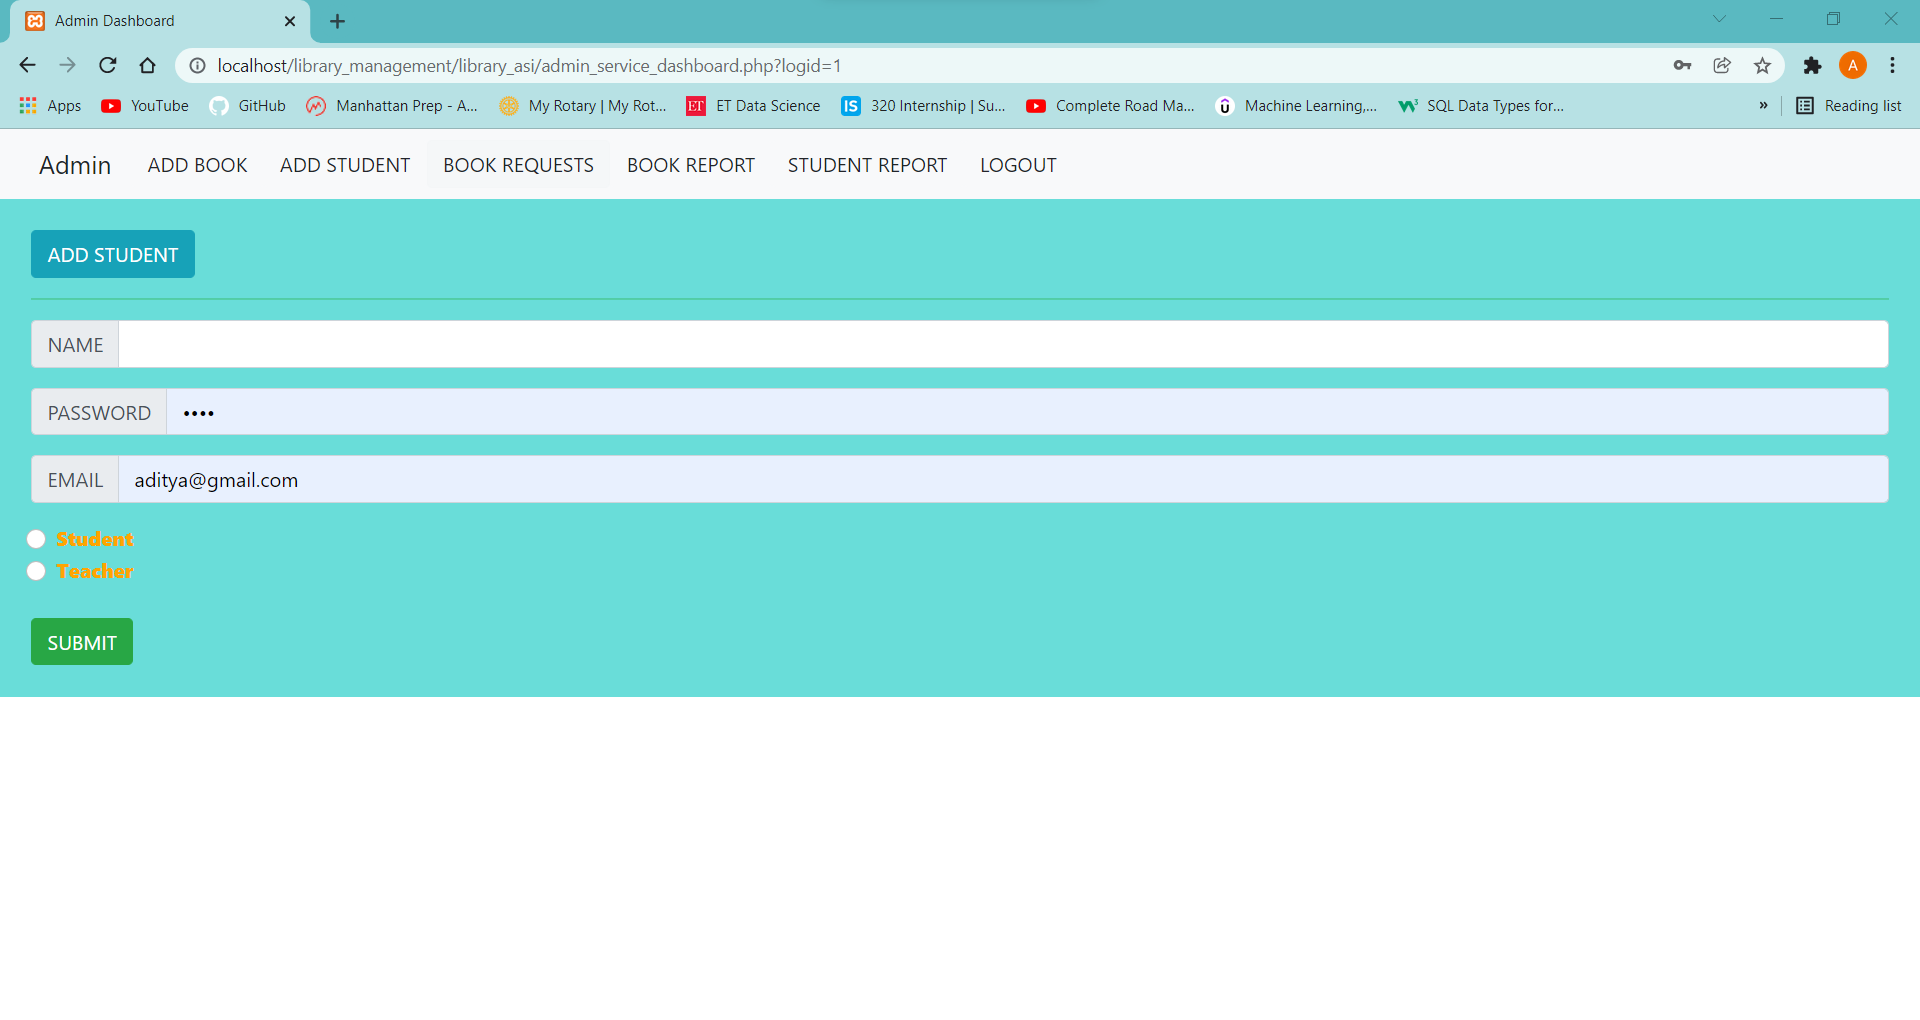 Admin Dashboard
localhost/library_management/library_asi/admin_service_dashboard.php?logid=1
A
Apps YouTube GitHub Manhattan Prep - A... My Rotary | My Rot... ET ET Data Science IS 320 Internship | Su... Complete Road Ma... Machine Learning,... SQL Data Types for... » Reading list
Admin ADD BOOK ADD STUDENT BOOK REQUESTS BOOK REPORT STUDENT REPORT LOGOUT
ADD STUDENT
NAME
PASSWORD ••••
EMAIL aditya@gmail.com
Student
Teacher
SUBMIT